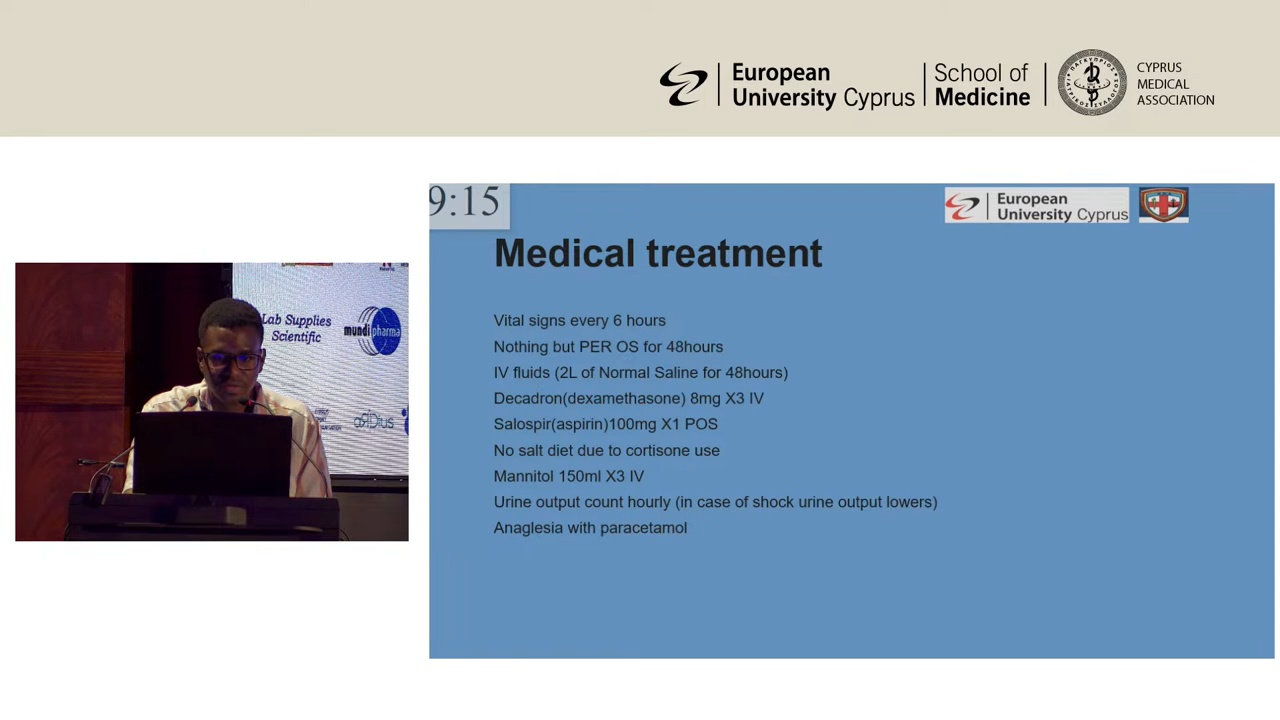 European
University Cyprus
School of
Medicine
CYPRUS
MEDICAL
ASSOCIATION
9:15
European
University Cyprus
Medical treatment
Vital signs every 6 hours
Nothing but PER OS for 48hours
IV fluids (2L of Normal Saline for 48hours)
Decadron(dexamethasone) 8mg X3 IV
Salospir(aspirin)100mg X1 POS
No salt diet due to cortisone use
Mannitol 150ml X3 IV
Urine output count hourly (in case of shock urine output lowers)
Anaglesia with paracetamol
Lab Supplies
Scientific
mundipharma